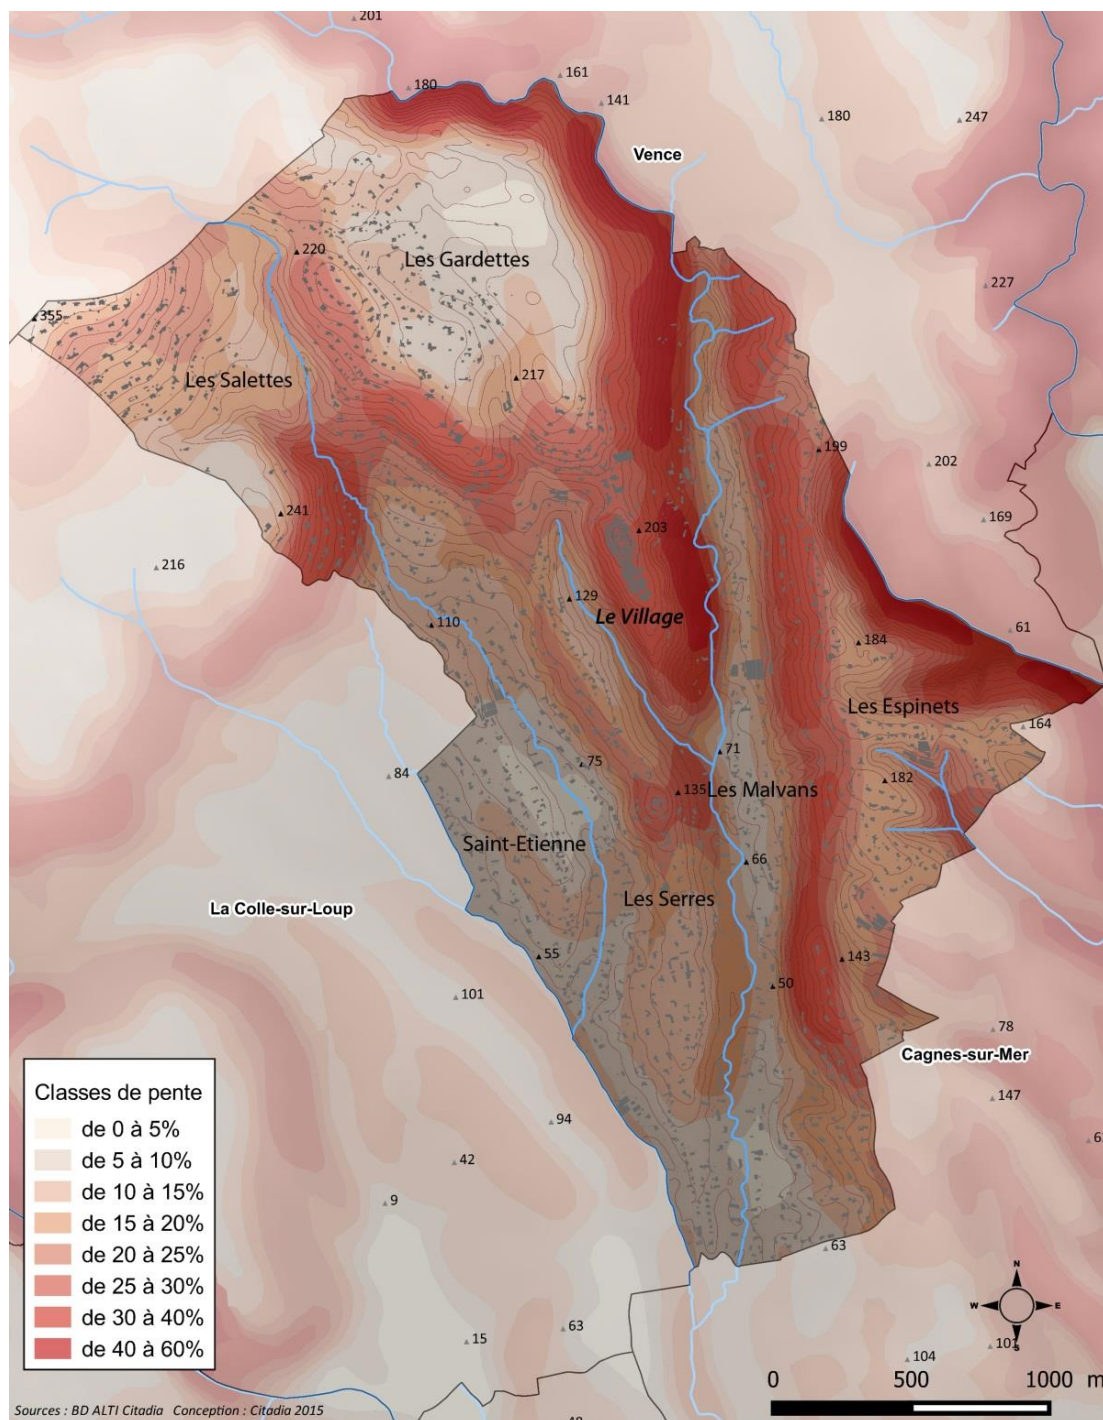 201
180
161
141
180
247
Vence
220
Les Gardettes
227
355
Les Salettes
217
199
202
241
203
169
216
129
Le Village
110
61
184
Les Espinets
164
71
75
84
135
Les Malvans
182
Saint-Etienne
66
Les Serres
La Colle-sur-Loup
55
143
101
50
78
Cagnes-sur-Mer
147
94
42
9
63
63
15
104
101
Classes de pente
de 0 à 5%
de 5 à 10%
de 10 à 15%
de 15 à 20%
de 20 à 25%
de 25 à 30%
de 30 à 40%
de 40 à 60%
N
W E
S
0 500 1000 m
Sources : BD ALTI Citadia Conception : Citadia 2015